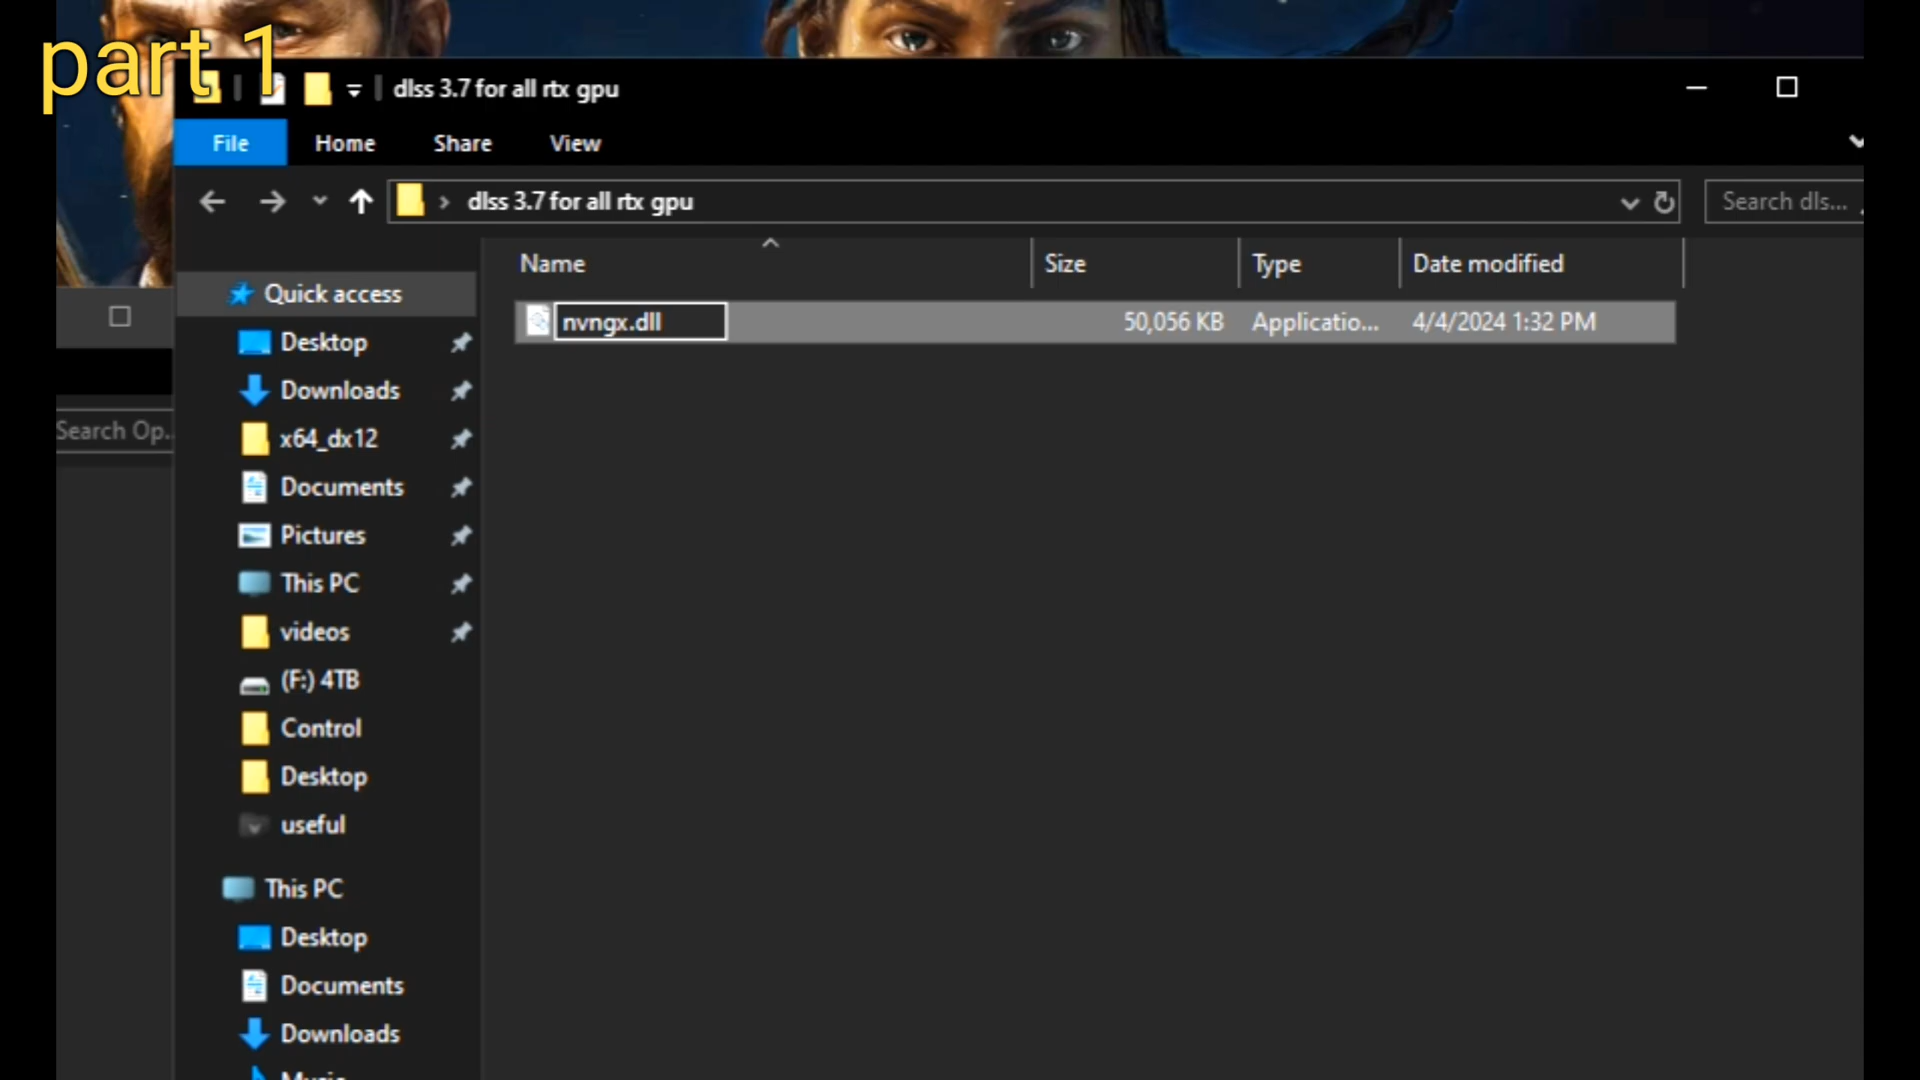 part 1
dlss 3.7 for all rtx gpu
File Home Share View
dlss 3.7 for all rtx gpu
Search dls...
Name Size Type Date modified
Quick access
nvngx.dll 50,056 KB Applicatio... 4/4/2024 1:32 PM
Desktop
Downloads
Search Op...
x64_dx12
Documents
Pictures
This PC
videos
(F:) 4TB
Control
Desktop
useful
This PC
Desktop
Documents
Downloads
Music